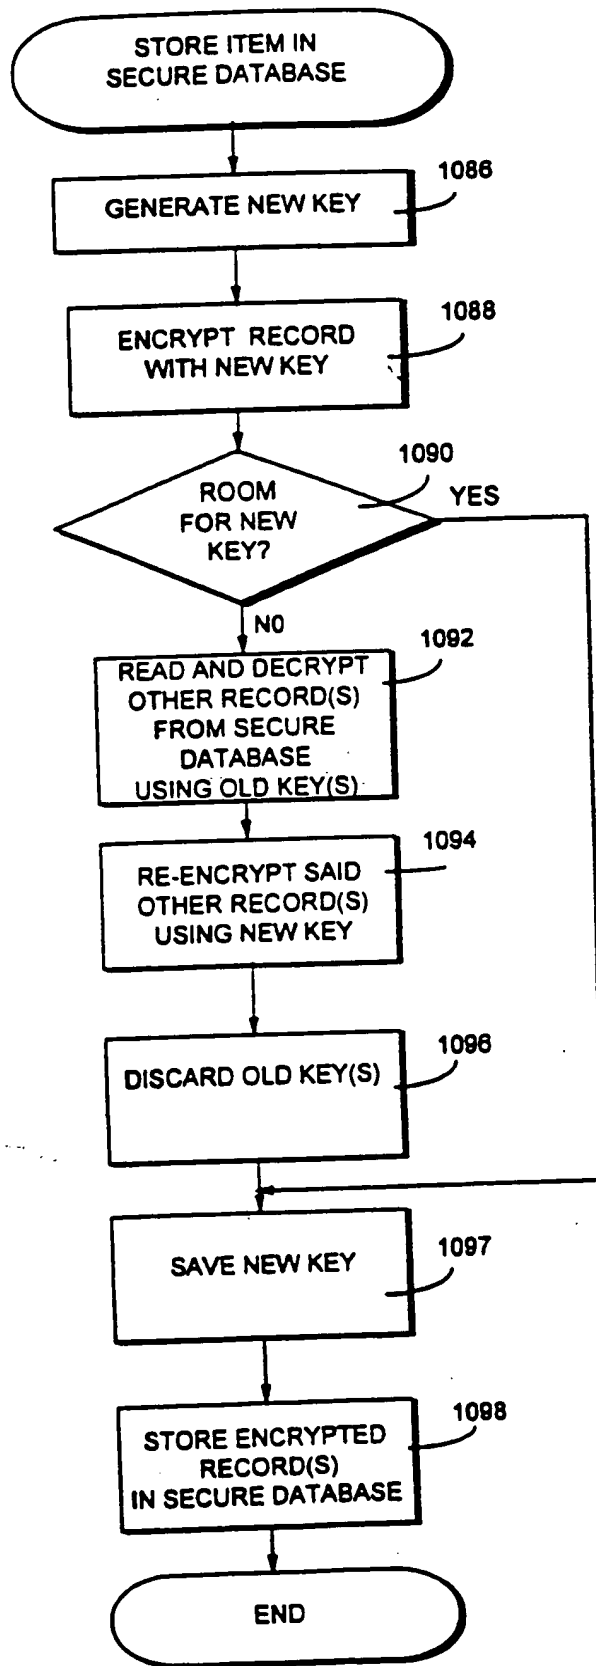 STORE ITEM IN
SECURE DATABASE
1086
GENERATE NEW KEY
1088
ENCRYPT RECORD
WITH NEW KEY
1090
ROOM
FOR NEW
KEY?
YES
NO
1092
READ AND DECRYPT
OTHER RECORD(S)
FROM SECURE
DATABASE
USING OLD KEY(S)
1094
RE-ENCRYPT SAID
OTHER RECORD(S)
USING NEW KEY
1096
DISCARD OLD KEY(S)
1097
SAVE NEW KEY
1098
STORE ENCRYPTED
RECORD(S)
IN SECURE DATABASE
END